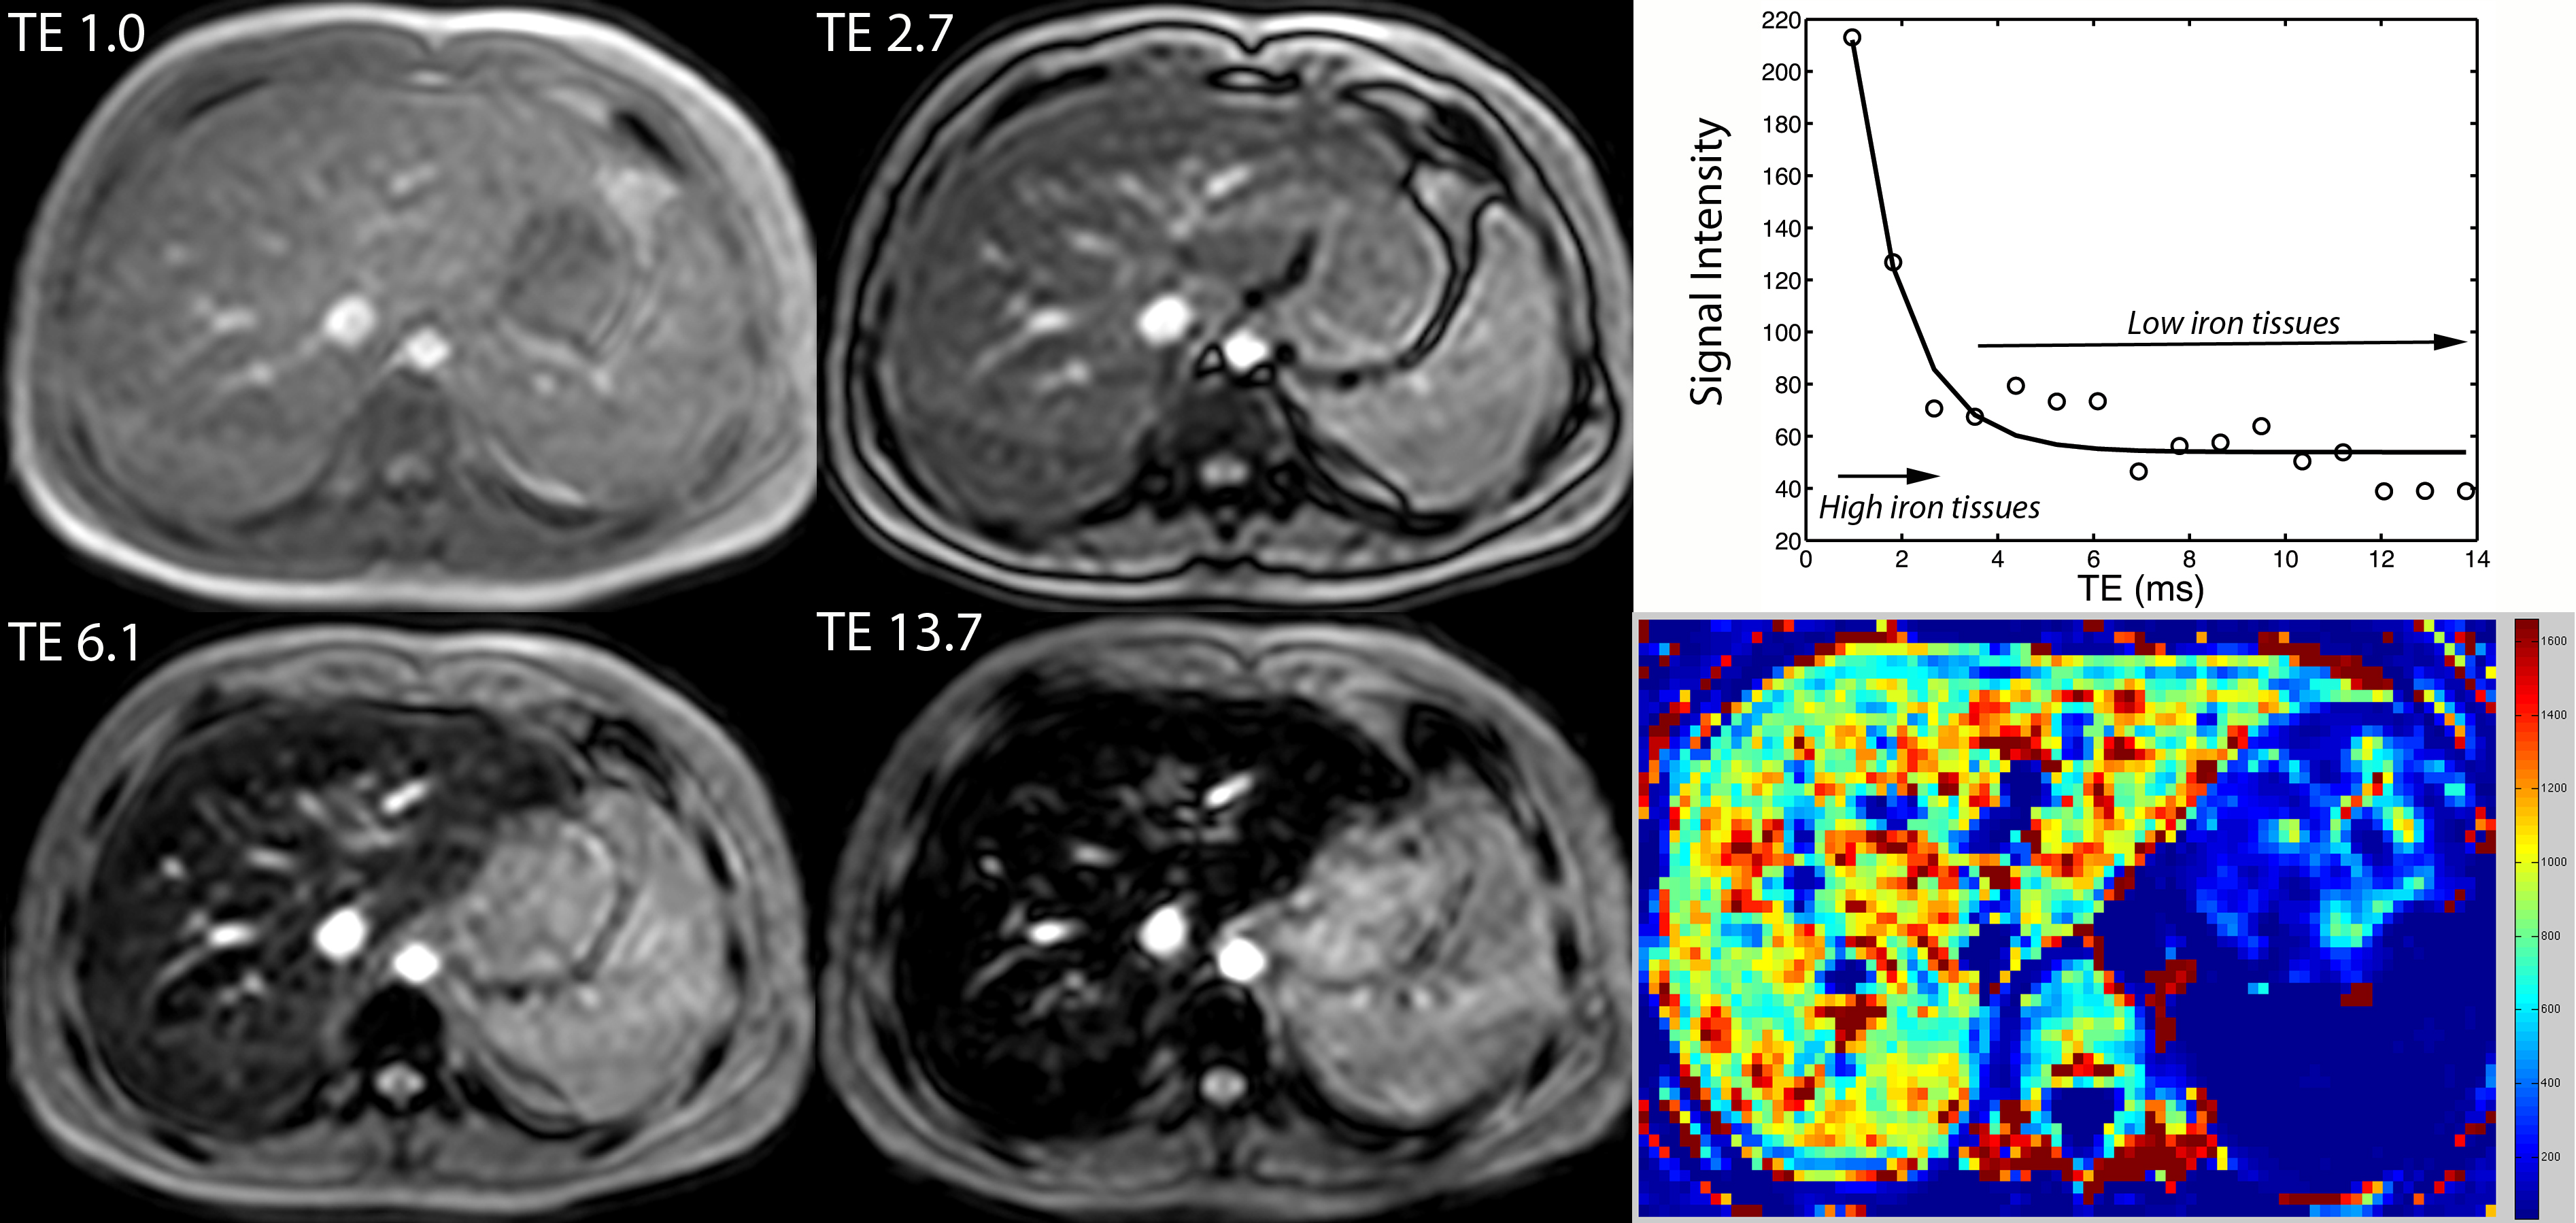 TE 1.0
TE 2.7
TE 6.1
TE 13.7
220
200
180
160
140
120
100
80
60
40
20
Signal Intensity
Low iron tissues
High iron tissues
0 2 4 6 8 10 12 14
TE (ms)
1600
1400
1200
1000
800
600
400
200